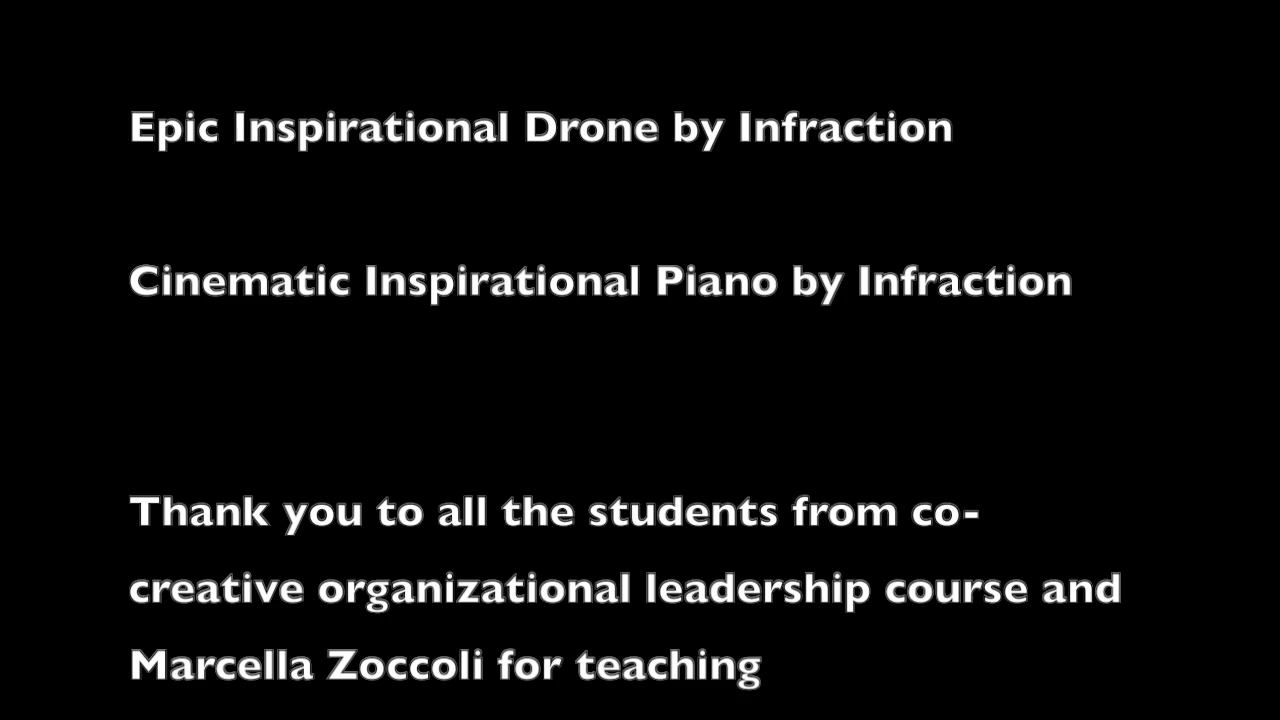 Epic Inspirational Drone by Infraction
Cinematic Inspirational Piano by Infraction
Thank you to all the students from co-
creative organizational leadership course and
Marcella Zoccoli for teaching